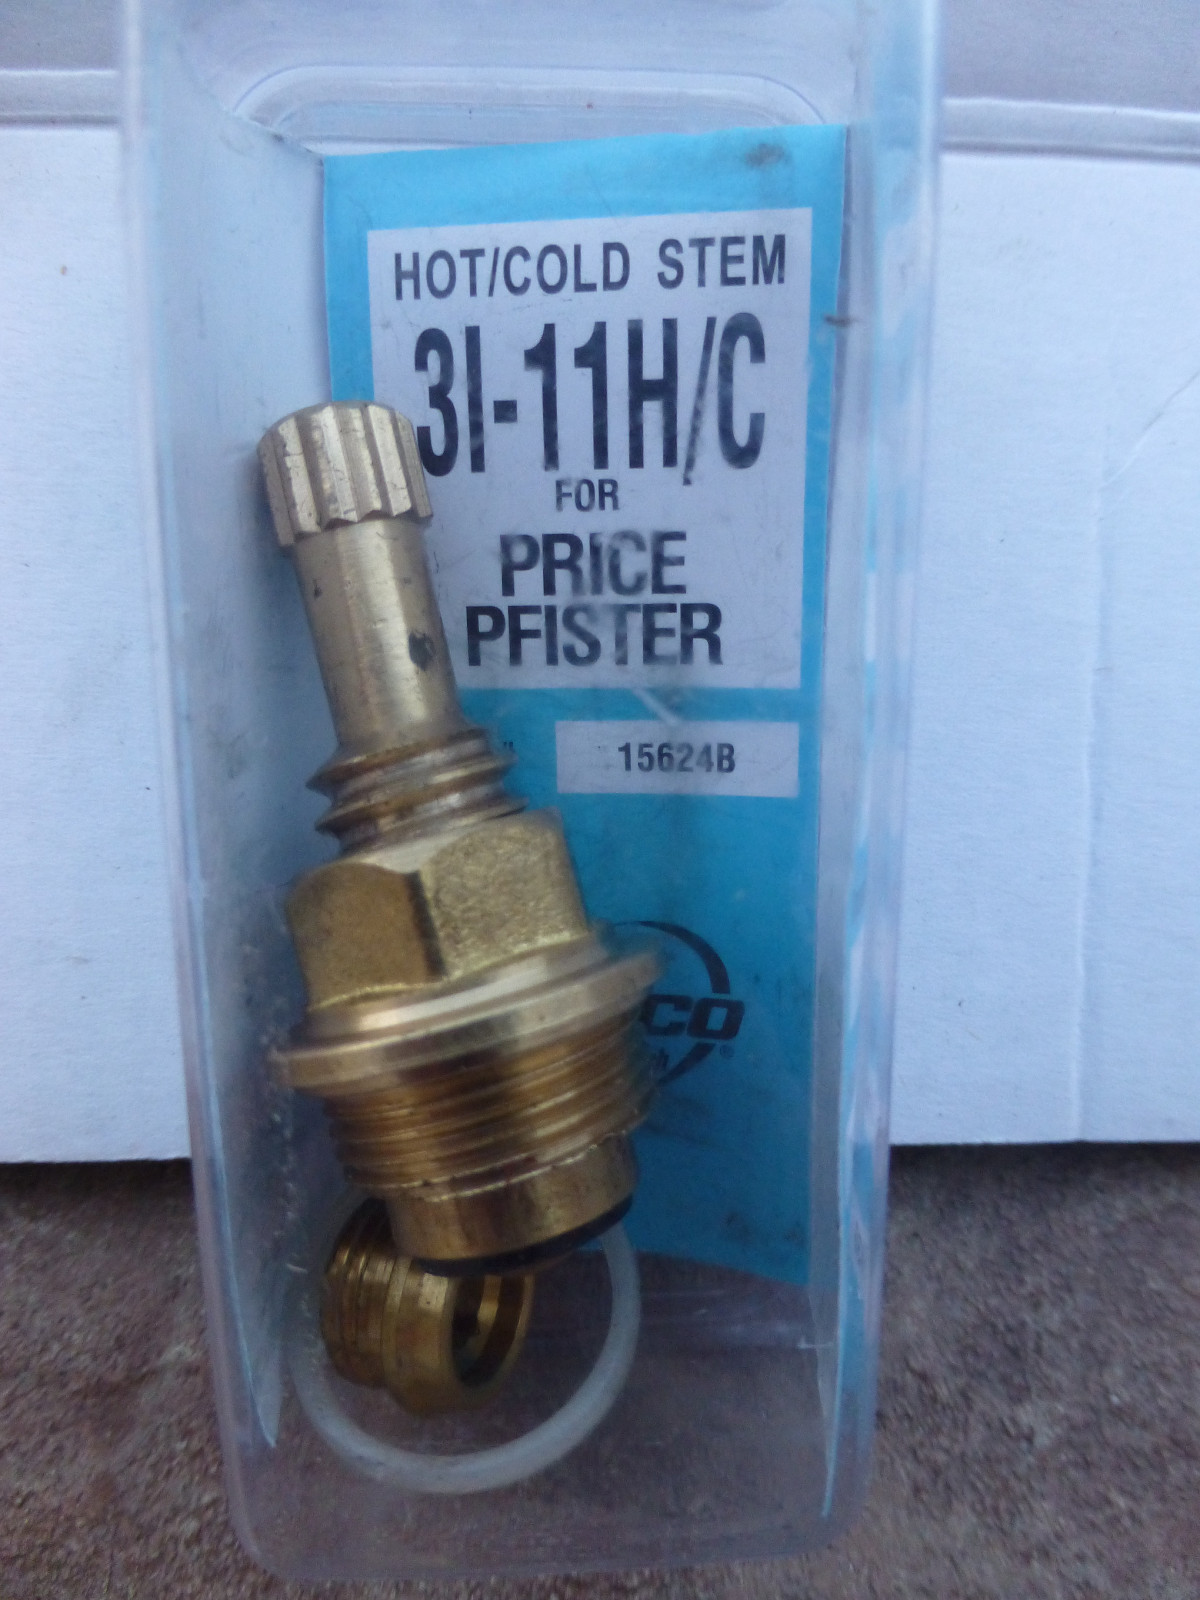 HOT/COLD STEM
3I-11H/C
FOR
PRICE
PFISTER
15624B